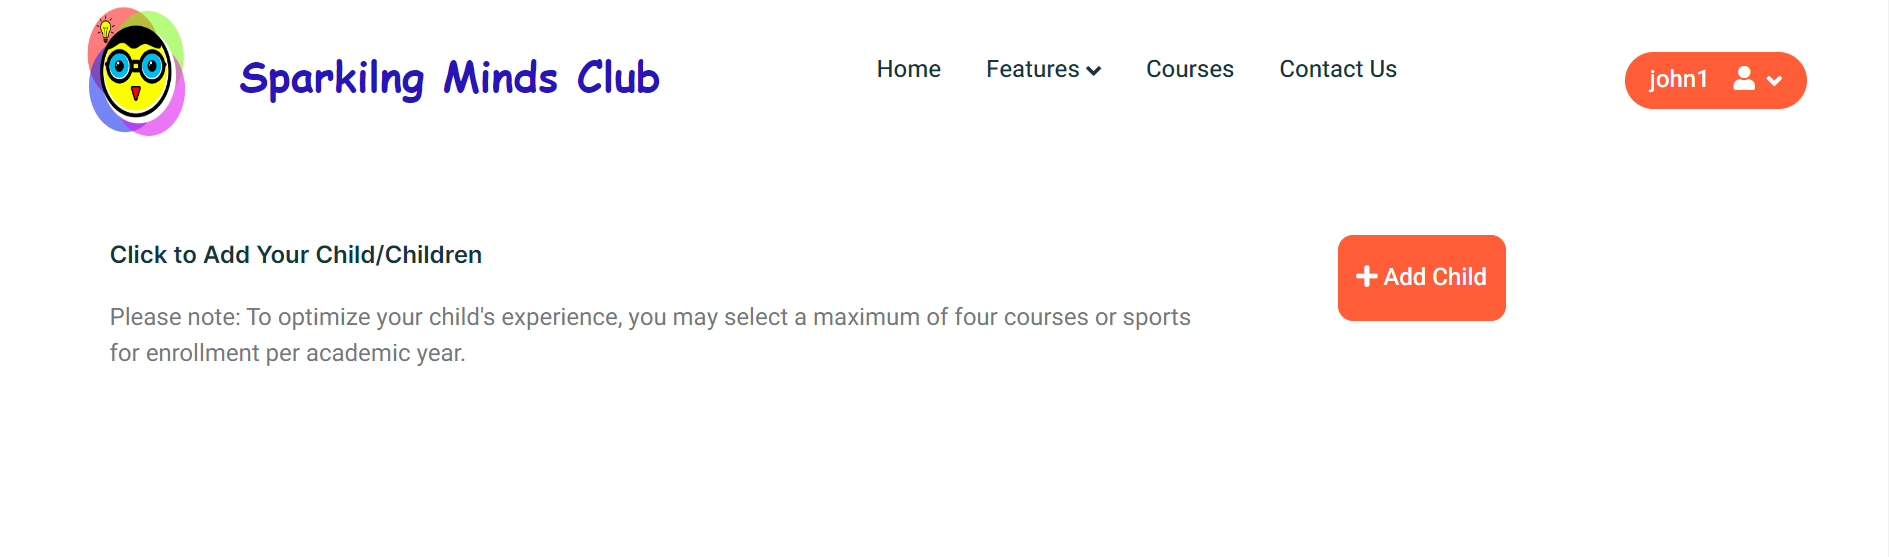 Sparkilng Minds Club
Home Features Courses Contact Us
john1
Click to Add Your Child/Children
Add Child
Please note: To optimize your child's experience, you may select a maximum of four courses or sports
for enrollment per academic year.